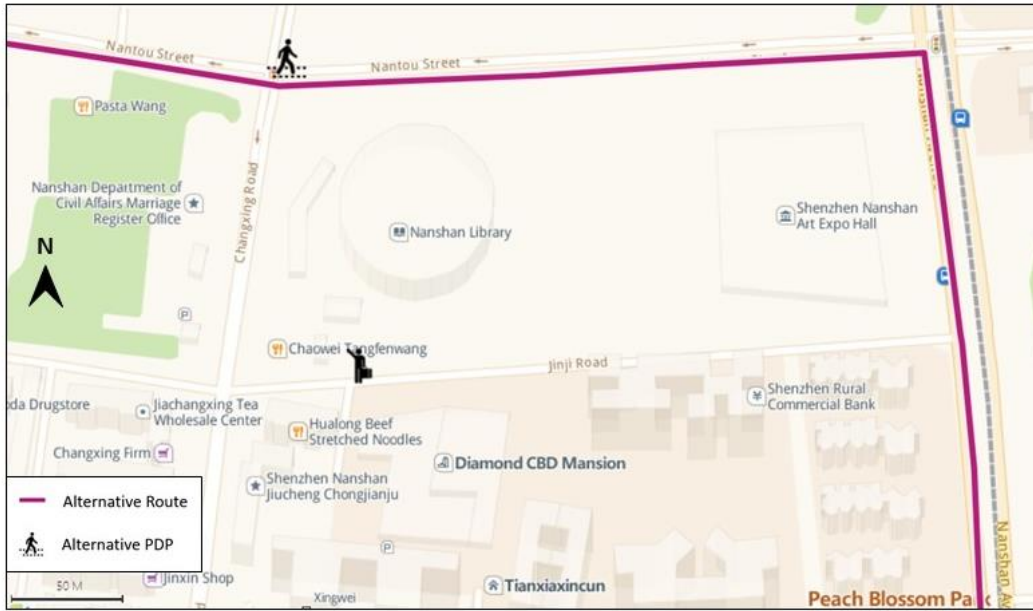 Nantou Street
Nantou Street
Pasta Wang
Changxing Road
Nanshan Department of
Civil Affairs Marriage
Register Office
Nanshan Library
Shenzhen Nanshan
Art Expo Hall
N
P
Chaowei Tangfenwang
Jinji Road
oda Drugstore
Jiachangxing Tea
Wholesale Center
Shenzhen Rural
Commercial Bank
Hualong Beef
Stretched Noodles
Changxing Firm
Diamond CBD Mansion
Shenzhen Nanshan
Jiucheng Chongjianju
Alternative Route
Alternative PDP
P
50 M
Jinxin Shop
Xingwei
Tianxiaxincun
Peach Blossom Pa
Nanshan Av